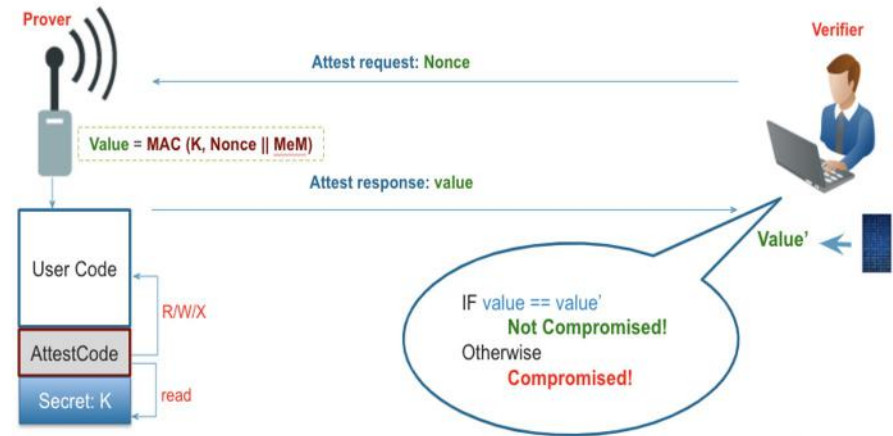 Prover
Verifier
Attest request: Nonce
Value = MAC (K, Nonce || MeM)
Attest response: value
Value'
User Code
R/W/X
AttestCode
Secret: K
read
IF value == value'
Not Compromised!
Otherwise
Compromised!